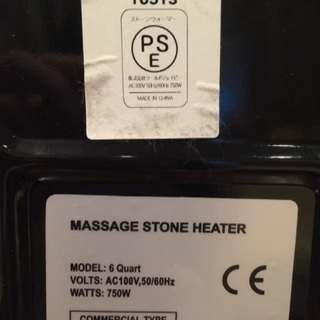 ストーンウォーマー
PS
E
AC100V 50Hz/60Hz 750W
MADE IN CHINA
MASSAGE STONE HEATER
MODEL: 6 Quart
VOLTS: AC100V,50/60Hz
WATTS: 750W
CE
COMMERCIAL TYPE